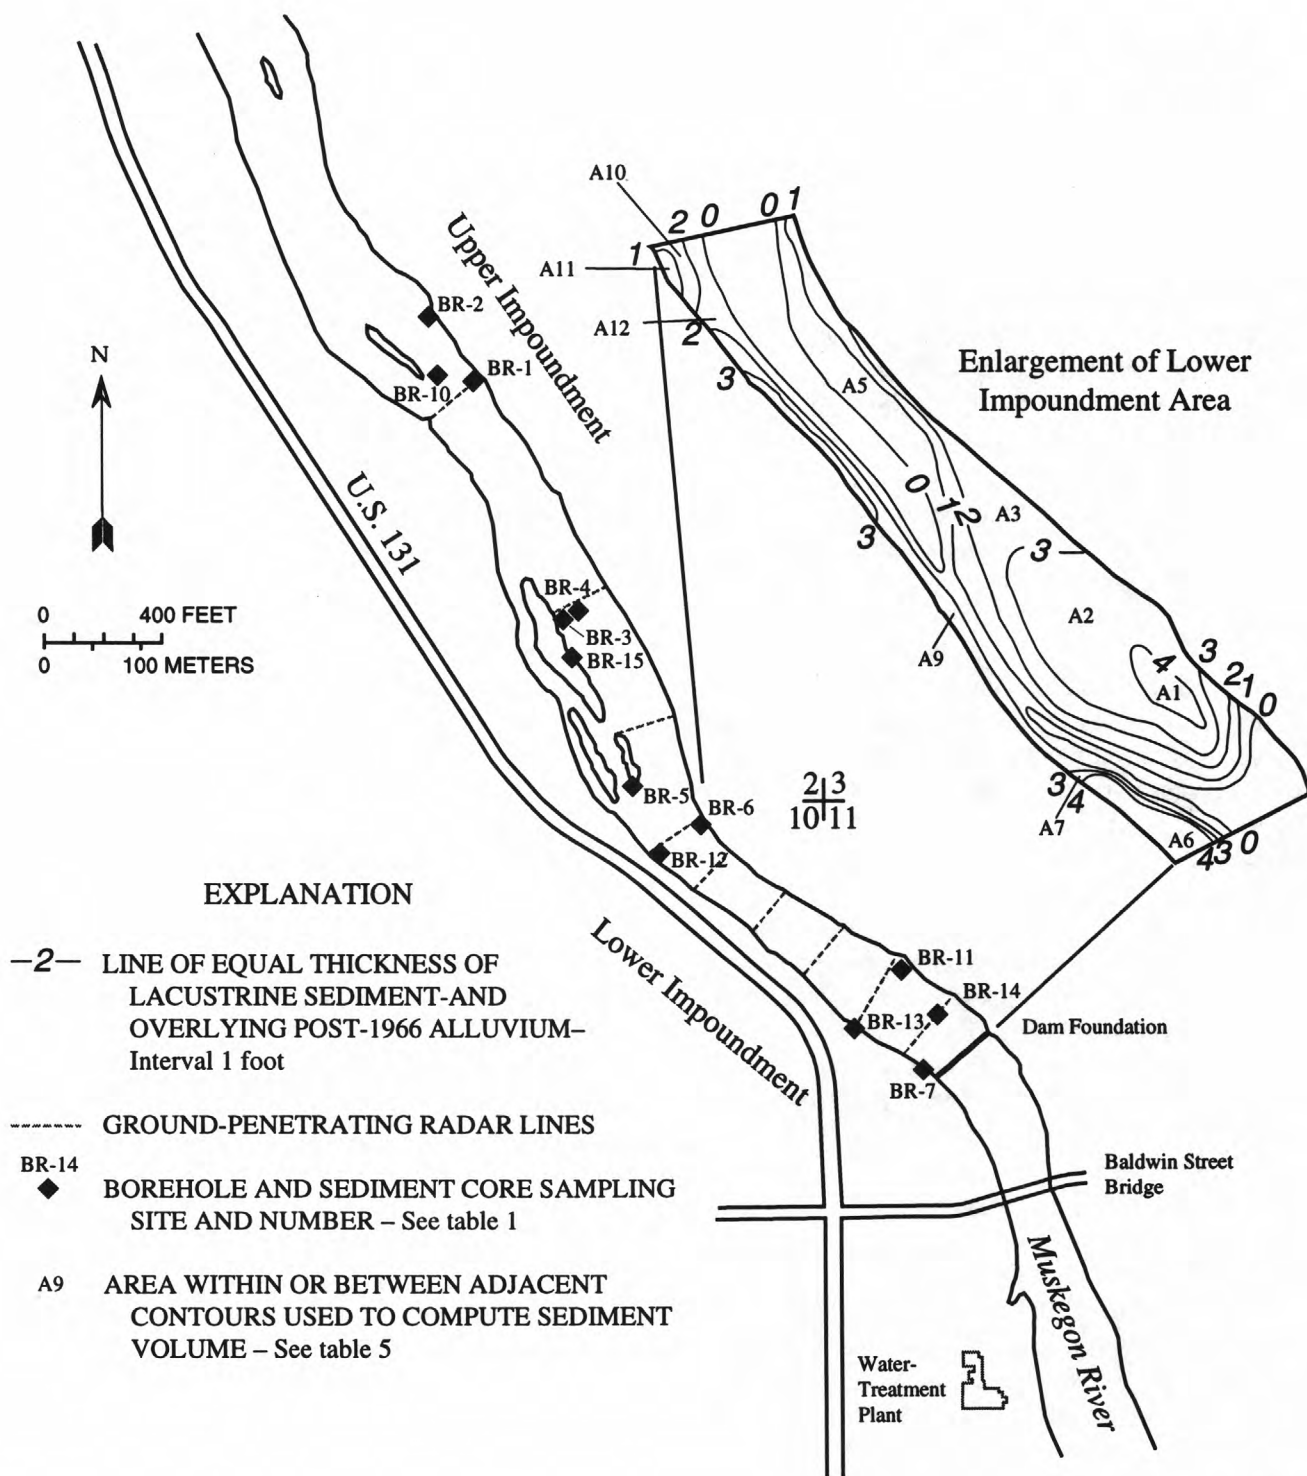 A10
2 0 0 1
1
A11
A12
2
3
Upper Impoundment
BR-2
BR-1
BR-10
N
Enlargement of Lower
Impoundment Area
A5
0 1 2
A3
3
3
A2
U.S. 131
BR-4
BR-3
BR-15
0 400 FEET
0 100 METERS
A9
4
A1
3
2
1
0
BR-5
BR-6
BR-12
2 3
10 11
3
4
A7
A6
4 3 0
EXPLANATION
—2— LINE OF EQUAL THICKNESS OF
LACUSTRINE SEDIMENT-AND
OVERLYING POST-1966 ALLUVIUM–
Interval 1 foot
GROUND-PENETRATING RADAR LINES
BR-14
BOREHOLE AND SEDIMENT CORE SAMPLING
SITE AND NUMBER – See table 1
A9 AREA WITHIN OR BETWEEN ADJACENT
CONTOURS USED TO COMPUTE SEDIMENT
VOLUME – See table 5
Lower Impoundment
BR-11
BR-14
BR-13
BR-7
Dam Foundation
Baldwin Street
Bridge
Muskegon River
Water-
Treatment
Plant